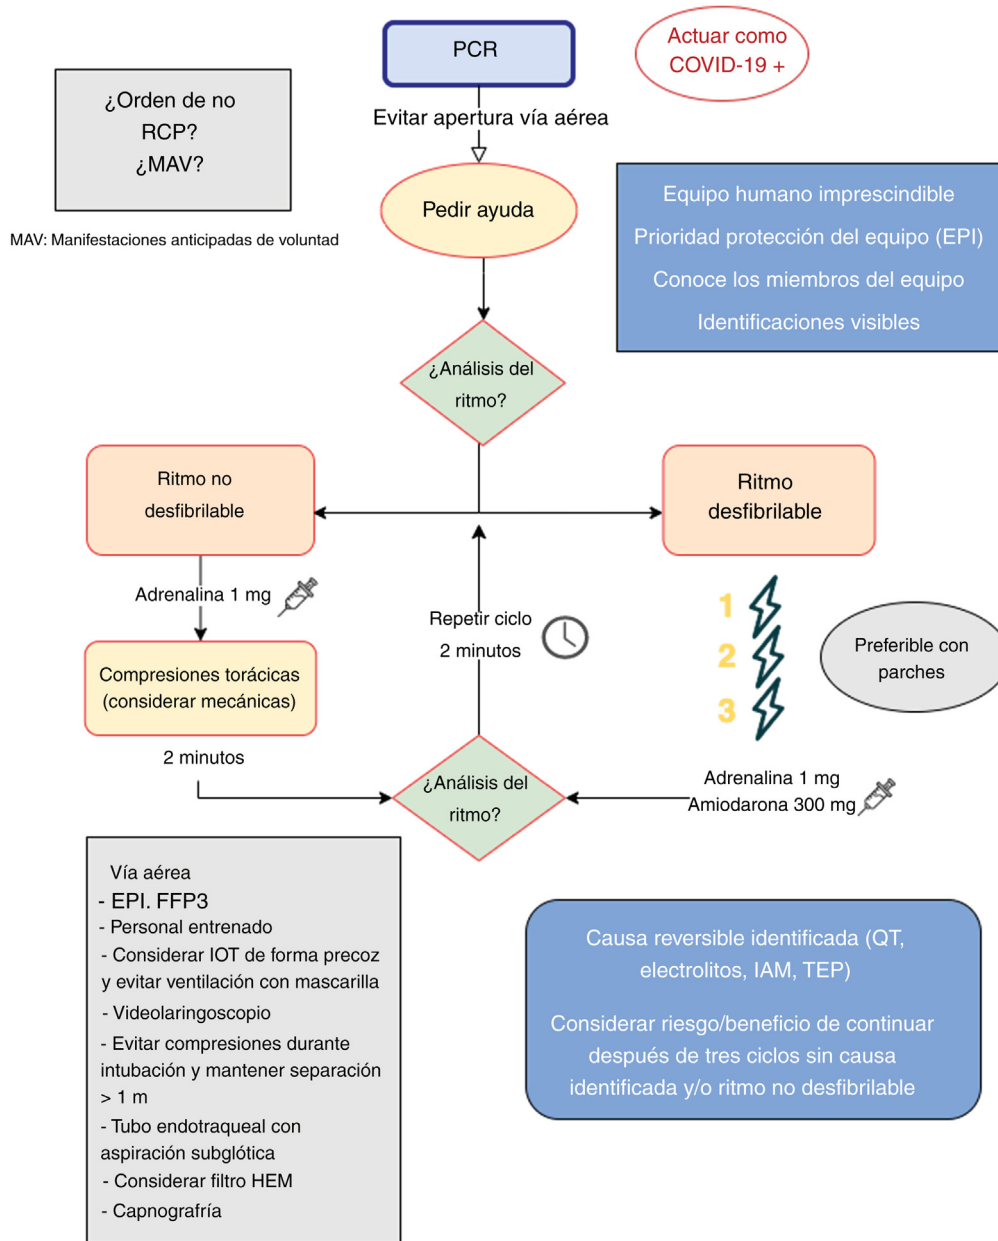 PCR
Actuar como
COVID-19 +
¿Orden de no
RCP?
¿MAV?
Evitar apertura vía aérea
MAV: Manifestaciones anticipadas de voluntad
Pedir ayuda
Equipo humano imprescindible
Prioridad protección del equipo (EPI)
Conoce los miembros del equipo
Identificaciones visibles
¿Análisis del
ritmo?
Ritmo no
desfibrilable
Ritmo
desfibrilable
Adrenalina 1 mg
Compresiones torácicas
(considerar mecánicas)
2 minutos
Repetir ciclo
2 minutos
1
2
3
Preferible con
parches
¿Análisis del
ritmo?
Adrenalina 1 mg
Amiodarona 300 mg
Vía aérea
- EPI. FFP3
- Personal entrenado
- Considerar IOT de forma precoz
y evitar ventilación con mascarilla
- Videolaringoscopio
- Evitar compresiones durante
intubación y mantener separación
> 1 m
- Tubo endotraqueal con
aspiración subglótica
- Considerar filtro HEM
- Capnografría
Causa reversible identificada (QT,
electrolitos, IAM, TEP)
Considerar riesgo/beneficio de continuar
después de tres ciclos sin causa
identificada y/o ritmo no desfibrilable